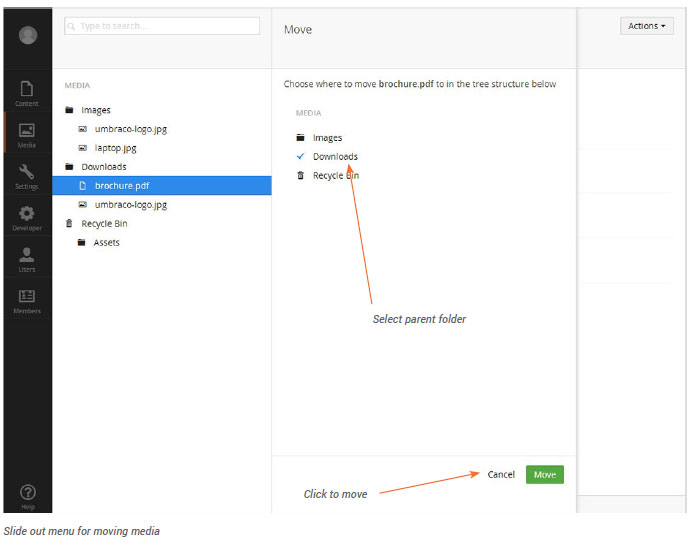 Type to search...
Move
Actions
Choose where to move brochure.pdf to in the tree structure below
Content
Media
Settings
Developer
Users
Members
Help
MEDIA
Images
umbraco-logo.jpg
laptop.jpg
Downloads
brochure.pdf
umbraco-logo.jpg
Recycle Bin
Assets
MEDIA
Images
Downloads
Recycle Bin
Select parent folder
Cancel
Move
Click to move
Slide out menu for moving media